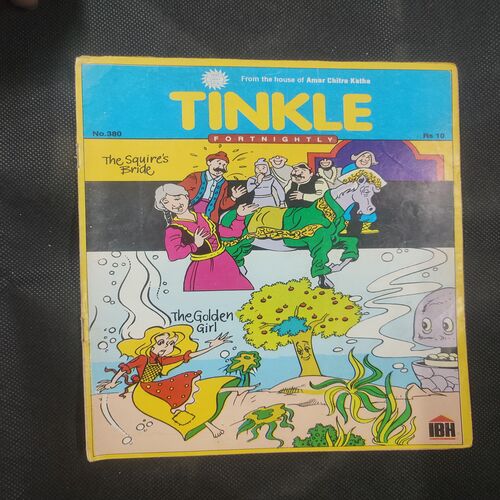 From the house of Amar Chitra Katha
TINKLE
No.380
FORTNIGHTLY
Rs 10
The Squire's
Bride
The Golden
Girl
IBH